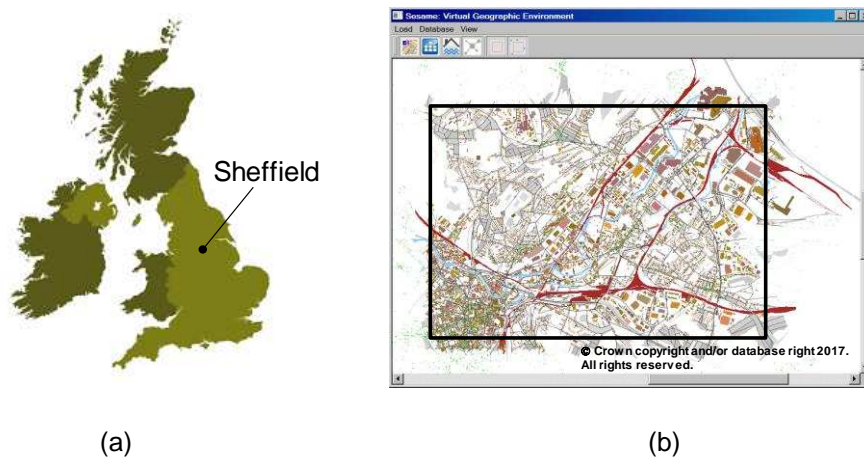 Sheffield
Sesame: Virtual Geographic Environment
Load Database View
© Crown copyright and/or database right 2017.
All rights reserved.
(a)
(b)